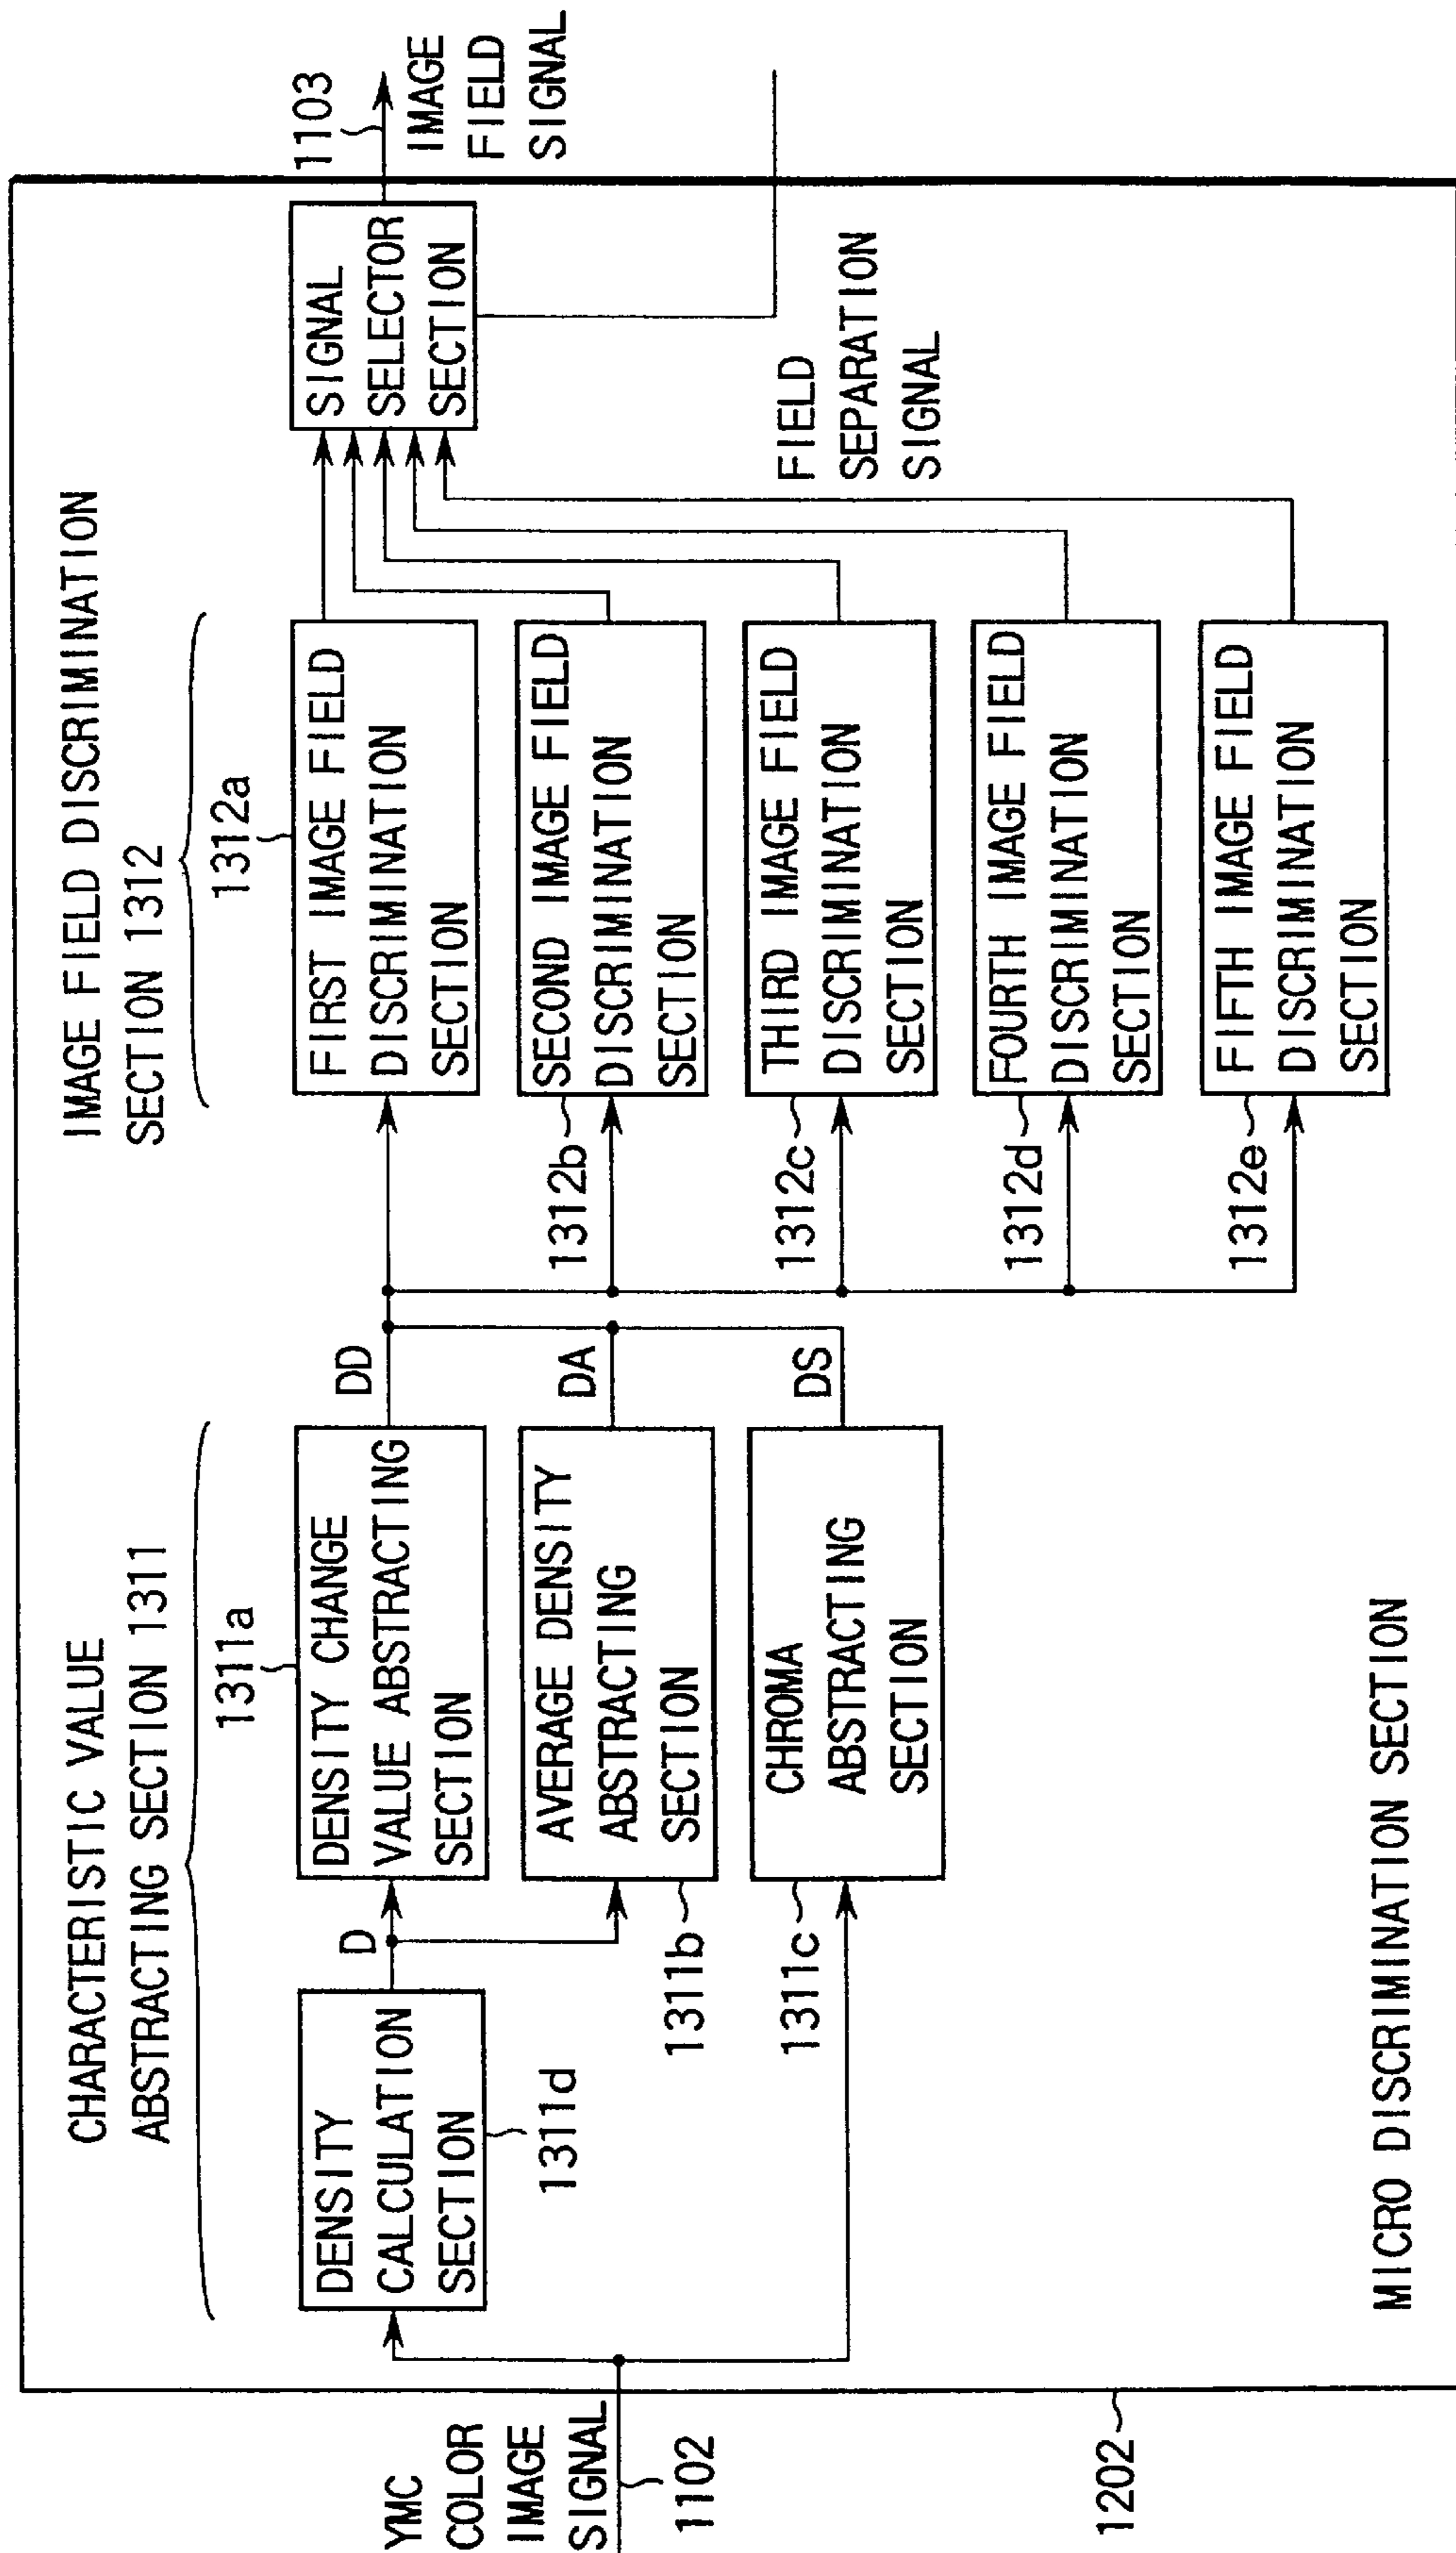 CHARACTERISTIC VALUE
ABSTRACTING SECTION 1311
IMAGE FIELD DISCRIMINATION
SECTION 1312
YMC
COLOR
IMAGE
SIGNAL
1102
DENSITY
CALCULATION
SECTION
1311d
D
1311a
DENSITY CHANGE
VALUE ABSTRACTING
SECTION
DD
1311b
AVERAGE DENSITY
ABSTRACTING
SECTION
DA
1311c
CHROMA
ABSTRACTING
SECTION
DS
1312a
FIRST IMAGE FIELD
DISCRIMINATION
SECTION
1312b
SECOND IMAGE FIELD
DISCRIMINATION
SECTION
1312c
THIRD IMAGE FIELD
DISCRIMINATION
SECTION
1312d
FOURTH IMAGE FIELD
DISCRIMINATION
SECTION
1312e
FIFTH IMAGE FIELD
DISCRIMINATION
SECTION
SIGNAL
SELECTOR
SECTION
1103
IMAGE
FIELD
SIGNAL
FIELD
SEPARATION
SIGNAL
1202
MICRO DISCRIMINATION SECTION